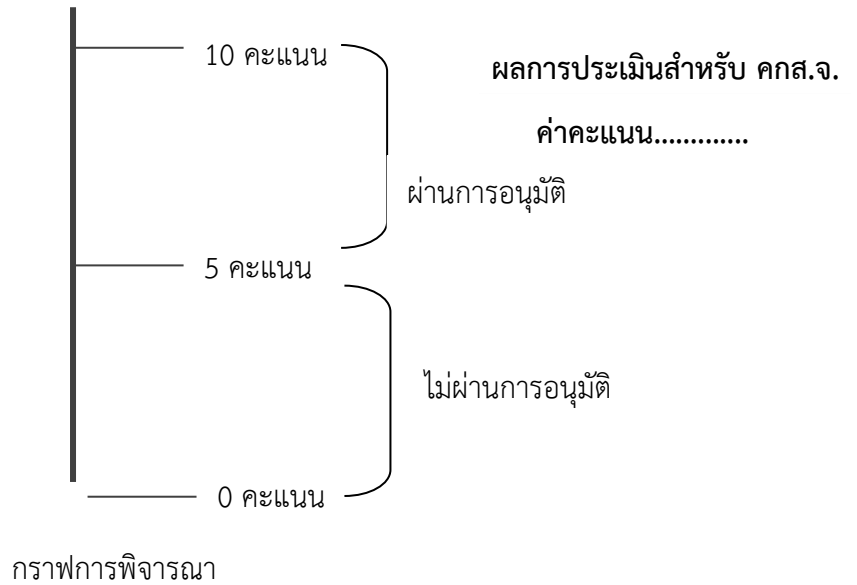 10 คะแนน
ผลการประเมินสำหรับ คกส.จ.
ค่าคะแนน.............
ผ่านการอนุมัติ
5 คะแนน
ไม่ผ่านการอนุมัติ
0 คะแนน
กราฟการพิจารณา